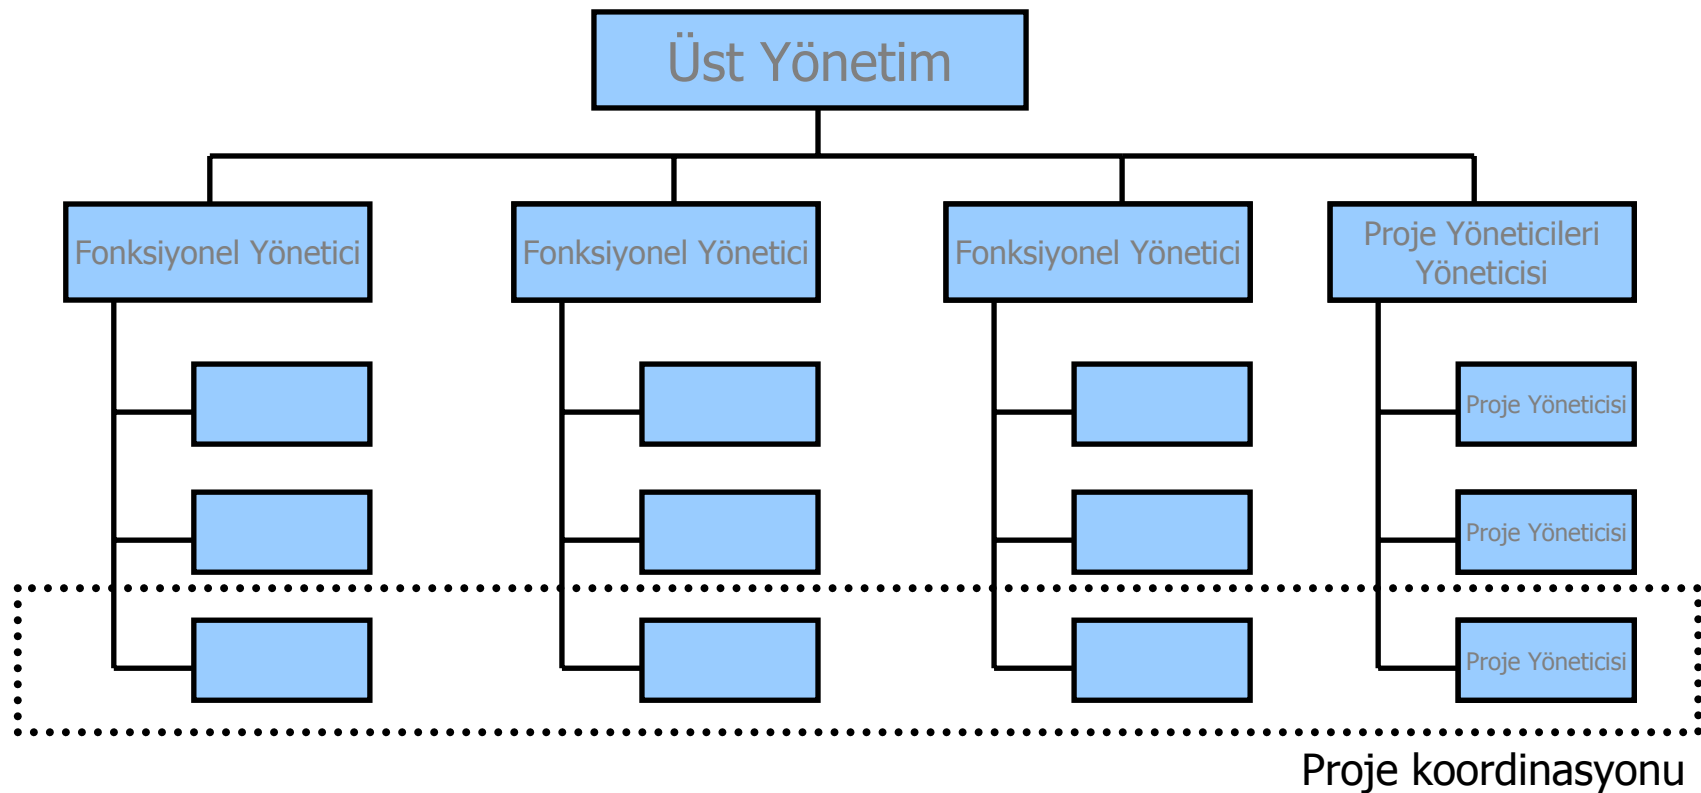 Üst Yönetim
Fonksiyonel Yönetici
Fonksiyonel Yönetici
Fonksiyonel Yönetici
Proje Yöneticileri
Yöneticisi
Proje Yöneticisi
Proje Yöneticisi
Proje Yöneticisi
Proje koordinasyonu